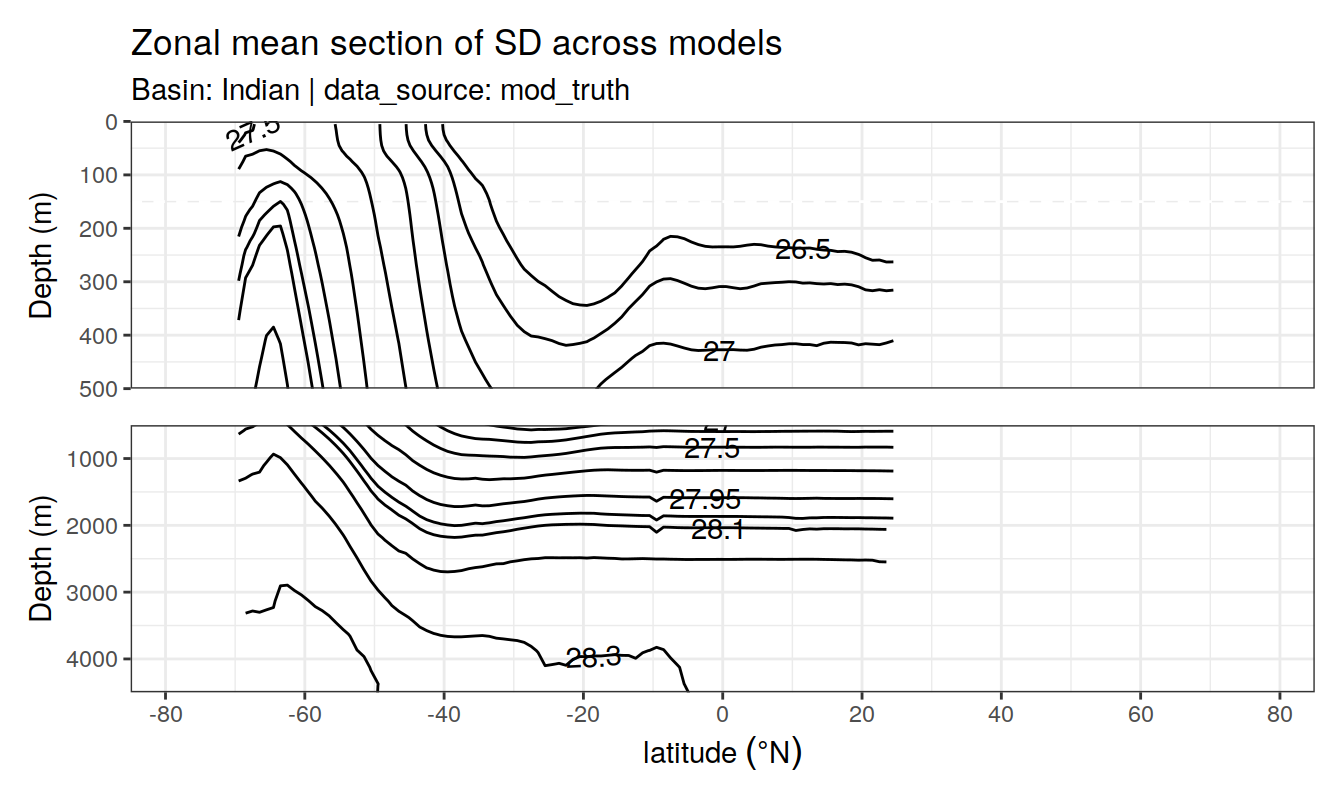 Zonal mean section of SD across models
Basin: Indian | data_source: mod_truth
Depth (m)
0
100
200
300
400
500
27.5
26.5
27
Depth (m)
1000
2000
3000
4000
27.5
27.95
28.1
28.3
-80 -60 -40 -20 0 20 40 60 80
latitude (°N)